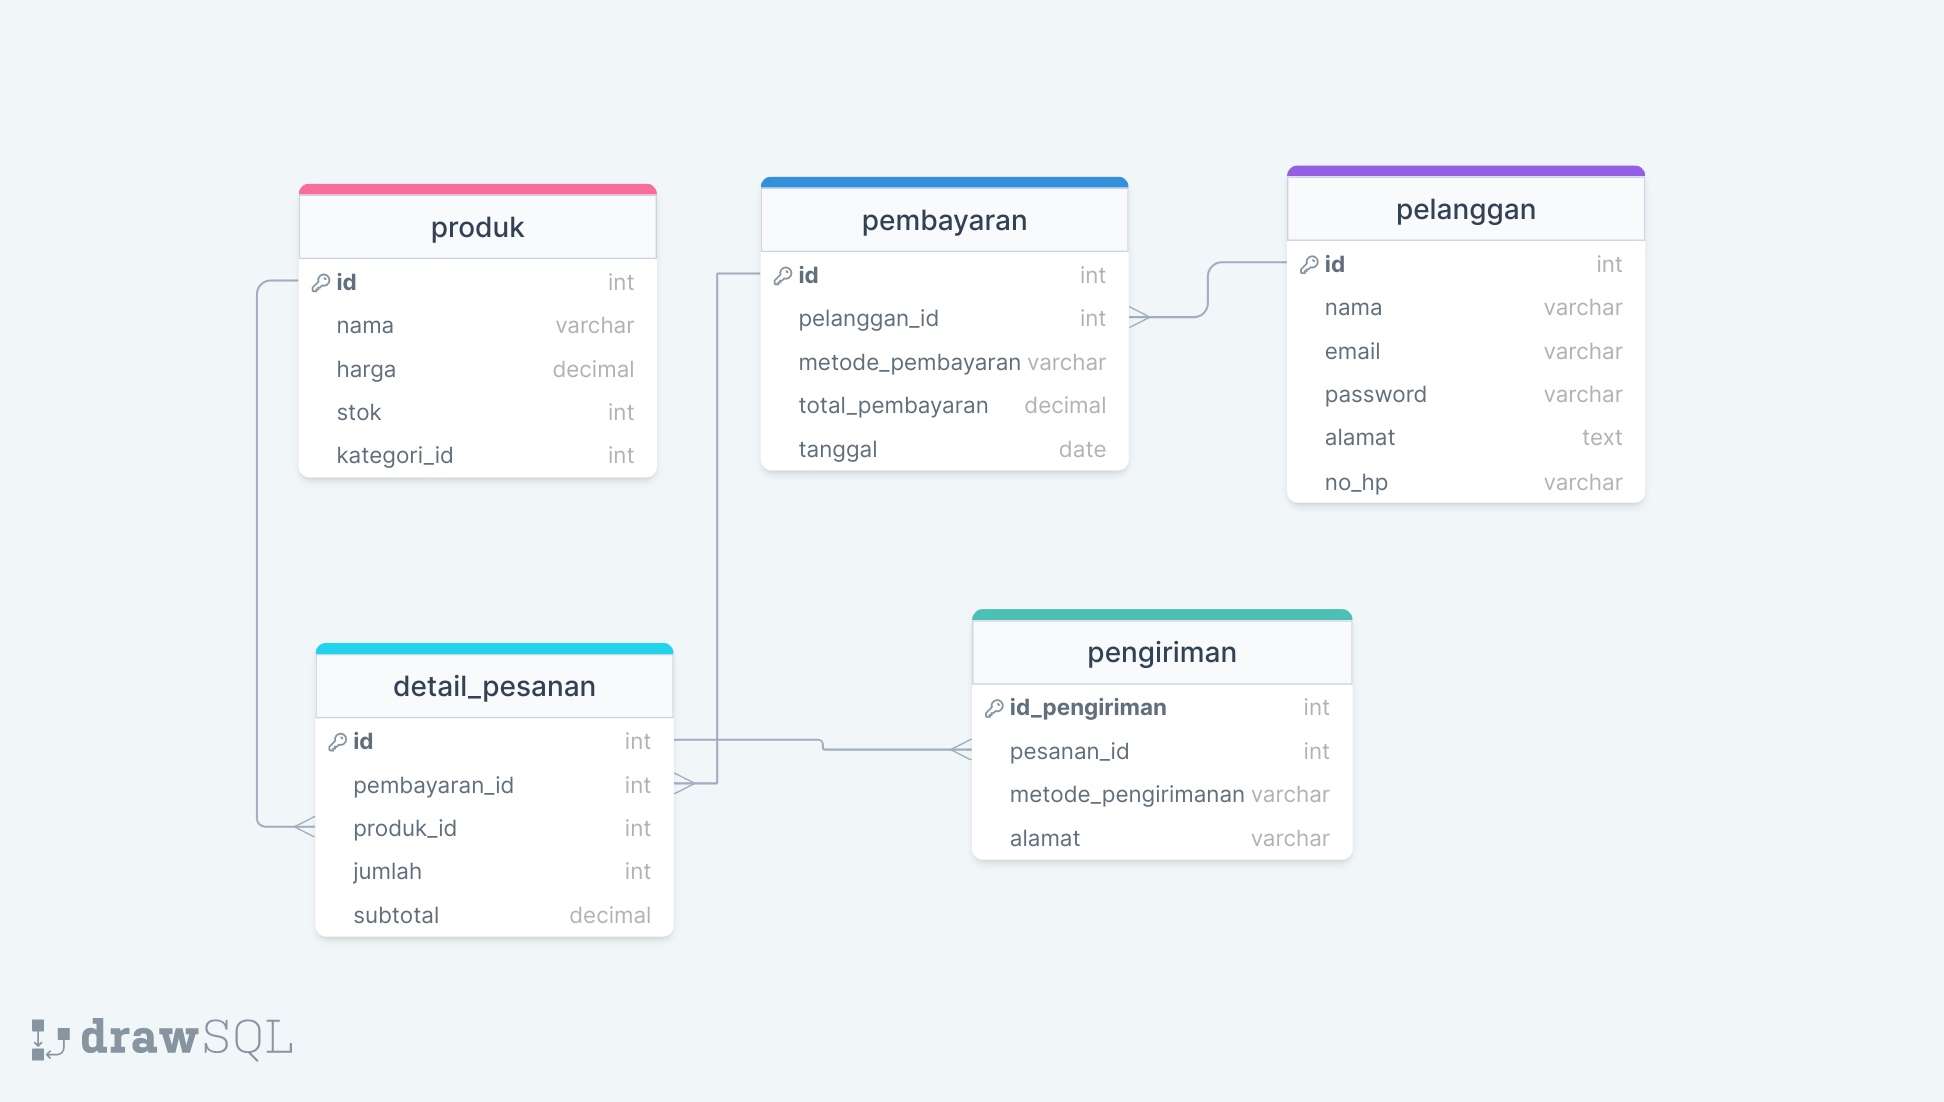 produk
id int
nama varchar
harga decimal
stok int
kategori_id int
pembayaran
id int
pelanggan_id int
metode_pembayaran varchar
total_pembayaran decimal
tanggal date
pelanggan
id int
nama varchar
email varchar
password varchar
alamat text
no_hp varchar
detail_pesanan
id int
pembayaran_id int
produk_id int
jumlah int
subtotal decimal
pengiriman
id_pengiriman int
pesanan_id int
metode_pengirimanan varchar
alamat varchar
drawSQL